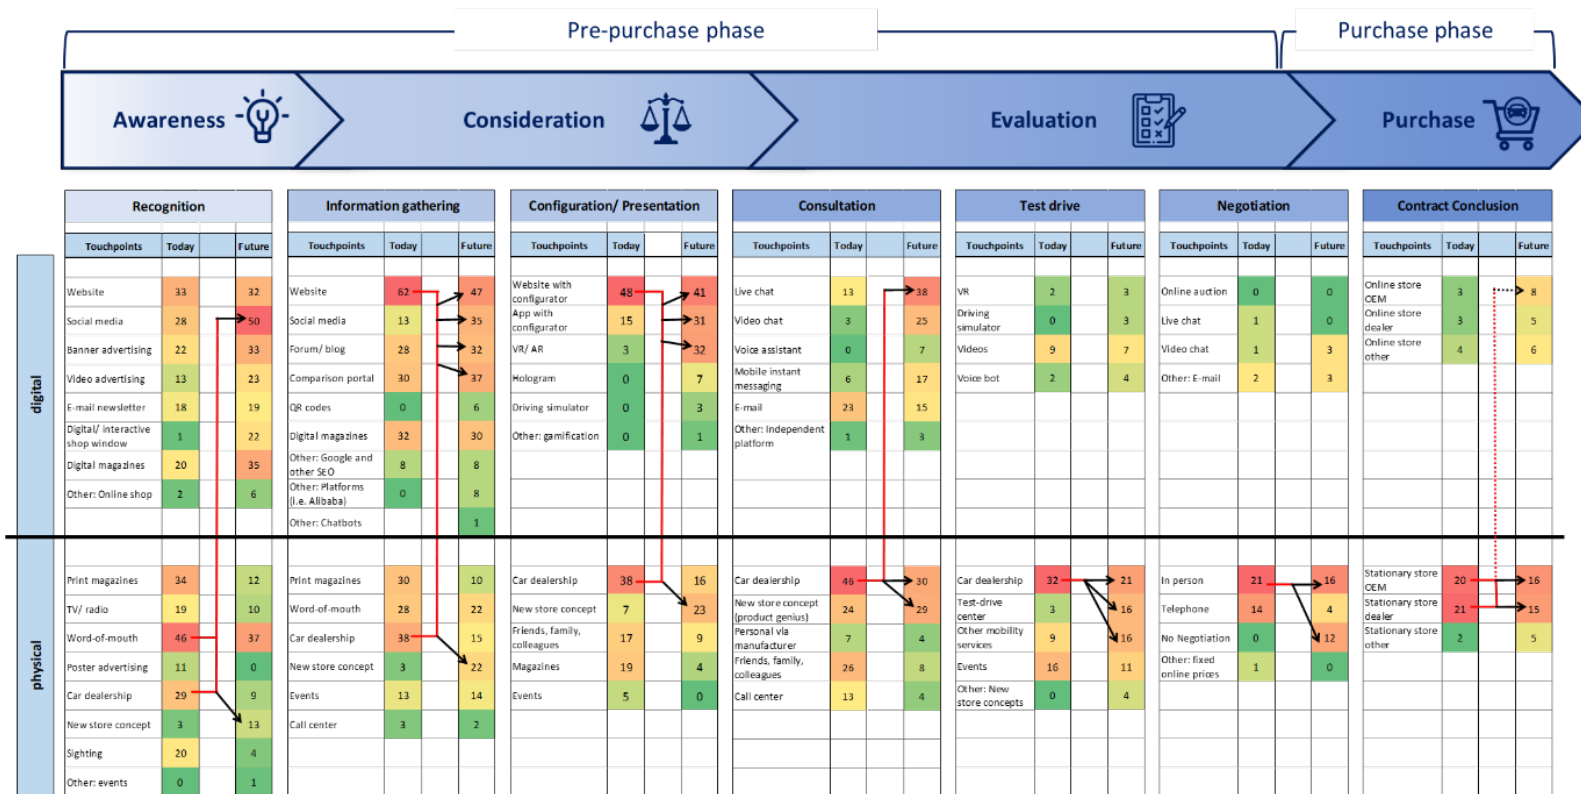 Pre-purchase phase
Purchase phase
Awareness
Consideration
Evaluation
Purchase
Recognition
Touchpoints Today Future
digital
Website 33 32
Social media 28 50
Banner advertising 22 33
Video advertising 13 23
E-mail newsletter 18 19
Digital/ interactive
shop window 1 22
Digital magazines 20 35
Other: Online shop 2 6
physical
Print magazines 34 12
TV/ radio 19 10
Word-of-mouth 46 37
Poster advertising 11 0
Car dealership 29 9
New store concept 3 13
Sighting 20 4
Other: events 0 1
Information gathering
Touchpoints Today Future
Website 62 47
Social media 13 35
Forum/ blog 28 32
Comparison portal 30 37
QR codes 0 6
Digital magazines 32 30
Other: Google and
other SEO 8 8
Other: Platforms
(i.e. Alibaba) 0 8
Other: Chatbots 1
Print magazines 30 10
Word-of-mouth 28 22
Car dealership 38 15
New store concept 3 22
Events 13 14
Call center 3 2
Configuration/ Presentation
Touchpoints Today Future
Website with
configurator 48 41
App with
configurator 15 31
VR/ AR 3 32
Hologram 0 7
Driving simulator 0 3
Other: gamification 0 1
Car dealership 38 16
New store concept 7 23
Friends, family,
colleagues 17 9
Magazines 19 4
Events 5 0
Consultation
Touchpoints Today Future
Live chat 13 38
Video chat 3 25
Voice assistant 0 7
Mobile instant
messaging 6 17
E-mail 23 15
Other: Independent
platform 1 3
Car dealership 46 30
New store concept
(product genius) 24 29
Personal via
manufacturer 7 4
Friends, family,
colleagues 26 8
Call center 13 4
Test drive
Touchpoints Today Future
VR 2 3
Driving
simulator 0 3
Videos 9 7
Voice bot 2 4
Car dealership 32 21
Test-drive
center 3 16
Other mobility
services 9 16
Events 16 11
Other: New
store concepts 0 4
Negotiation
Touchpoints Today Future
Online auction 0 0
Live chat 1 0
Video chat 1 3
Other: E-mail 2 3
In person 21 16
Telephone 14 4
No Negotiation 0 12
Other: fixed
online prices 1 0
Contract Conclusion
Touchpoints Today Future
Online store
OEM 3 8
Online store
dealer 3 5
Online store
other 4 6
Stationary store
OEM 20 16
Stationary store
dealer 21 15
Stationary store
other 2 5